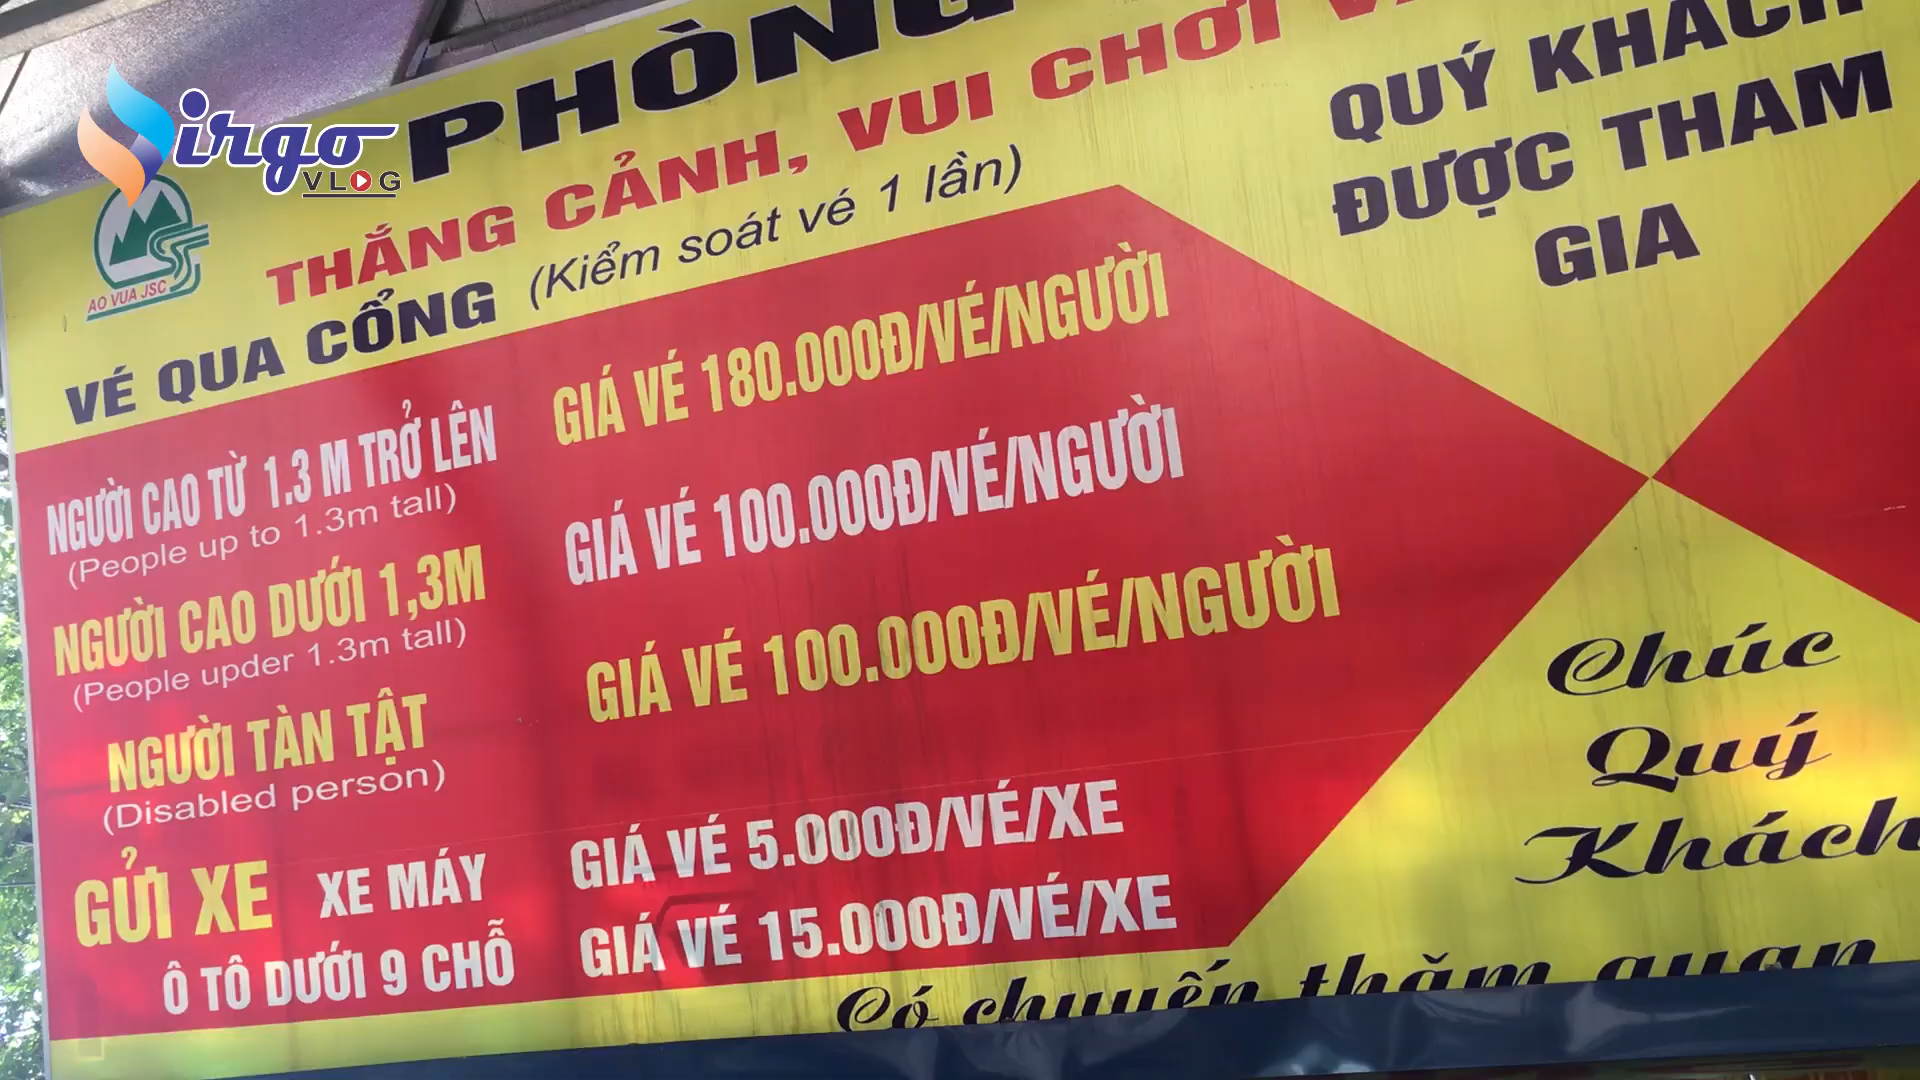 Virgo
VLOG
PHÒNG
THẮNG CẢNH, VUI CHƠI
AO VUA JSC
VÉ QUA CỔNG (Kiểm soát vé 1 lần)
QUÝ KHÁCH
ĐƯỢC THAM
GIA
NGƯỜI CAO TỪ 1.3 M TRỞ LÊN GIÁ VÉ 180.000Đ/VÉ/NGƯỜI
(People up to 1.3m tall)
NGƯỜI CAO DƯỚI 1,3M GIÁ VÉ 100.000Đ/VÉ/NGƯỜI
(People upder 1.3m tall)
NGƯỜI TÀN TẬT GIÁ VÉ 100.000Đ/VÉ/NGƯỜI
(Disabled person)
GỬI XE XE MÁY GIÁ VÉ 5.000Đ/VÉ/XE
Ô TÔ DƯỚI 9 CHỖ GIÁ VÉ 15.000Đ/VÉ/XE
Chúc
Quý
Khách
Có chuyến thăm quan